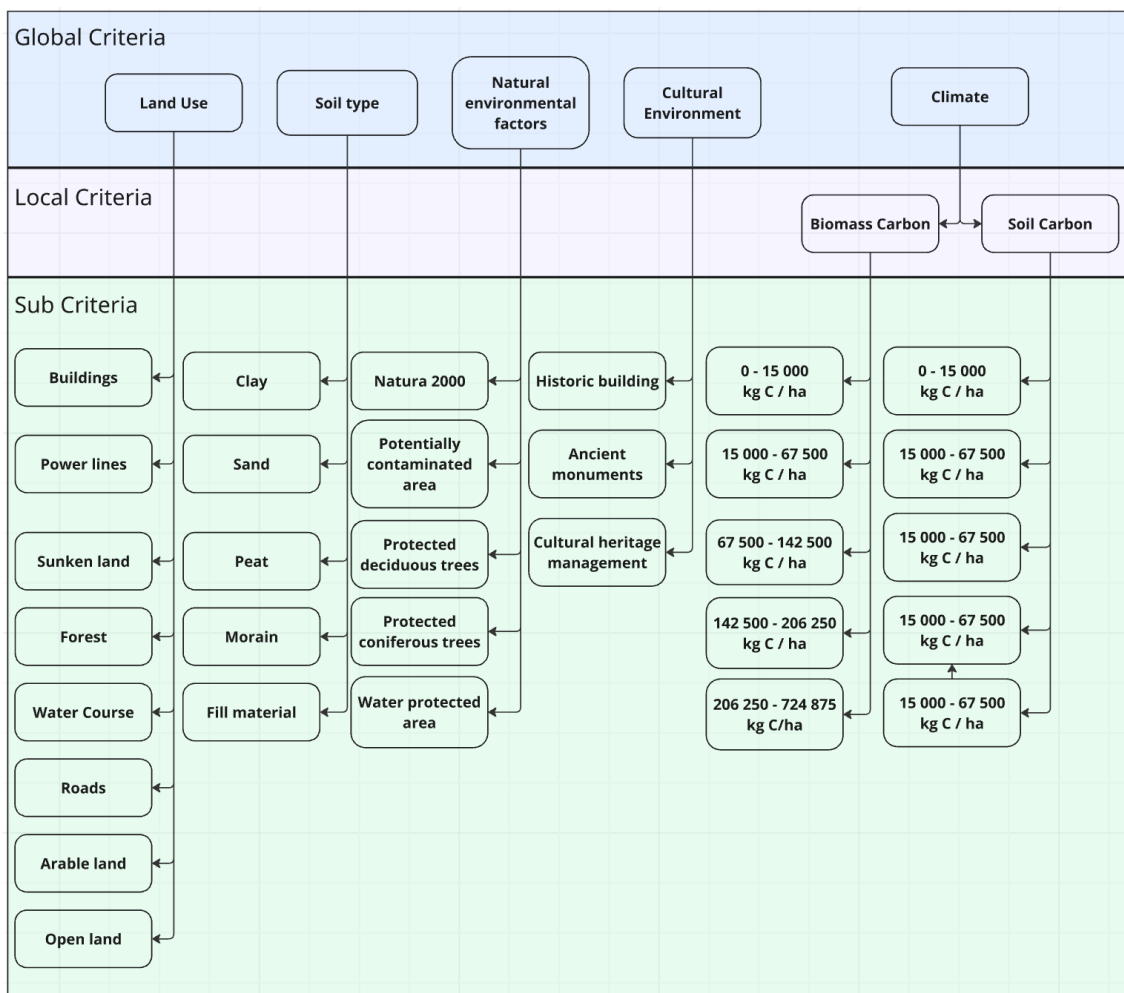 Global Criteria
Land Use
Soil type
Natural
environmental
factors
Cultural
Environment
Climate
Local Criteria
Biomass Carbon
Soil Carbon
Sub Criteria
Buildings
Power lines
Sunken land
Forest
Water Course
Roads
Arable land
Open land
Clay
Sand
Peat
Morain
Fill material
Natura 2000
Potentially
contaminated
area
Protected
deciduous trees
Protected
coniferous trees
Water protected
area
Historic building
Ancient
monuments
Cultural heritage
management
0 - 15 000
kg C / ha
15 000 - 67 500
kg C / ha
67 500 - 142 500
kg C / ha
142 500 - 206 250
kg C / ha
206 250 - 724 875
kg C/ha
0 - 15 000
kg C / ha
15 000 - 67 500
kg C / ha
15 000 - 67 500
kg C / ha
15 000 - 67 500
kg C / ha
15 000 - 67 500
kg C / ha